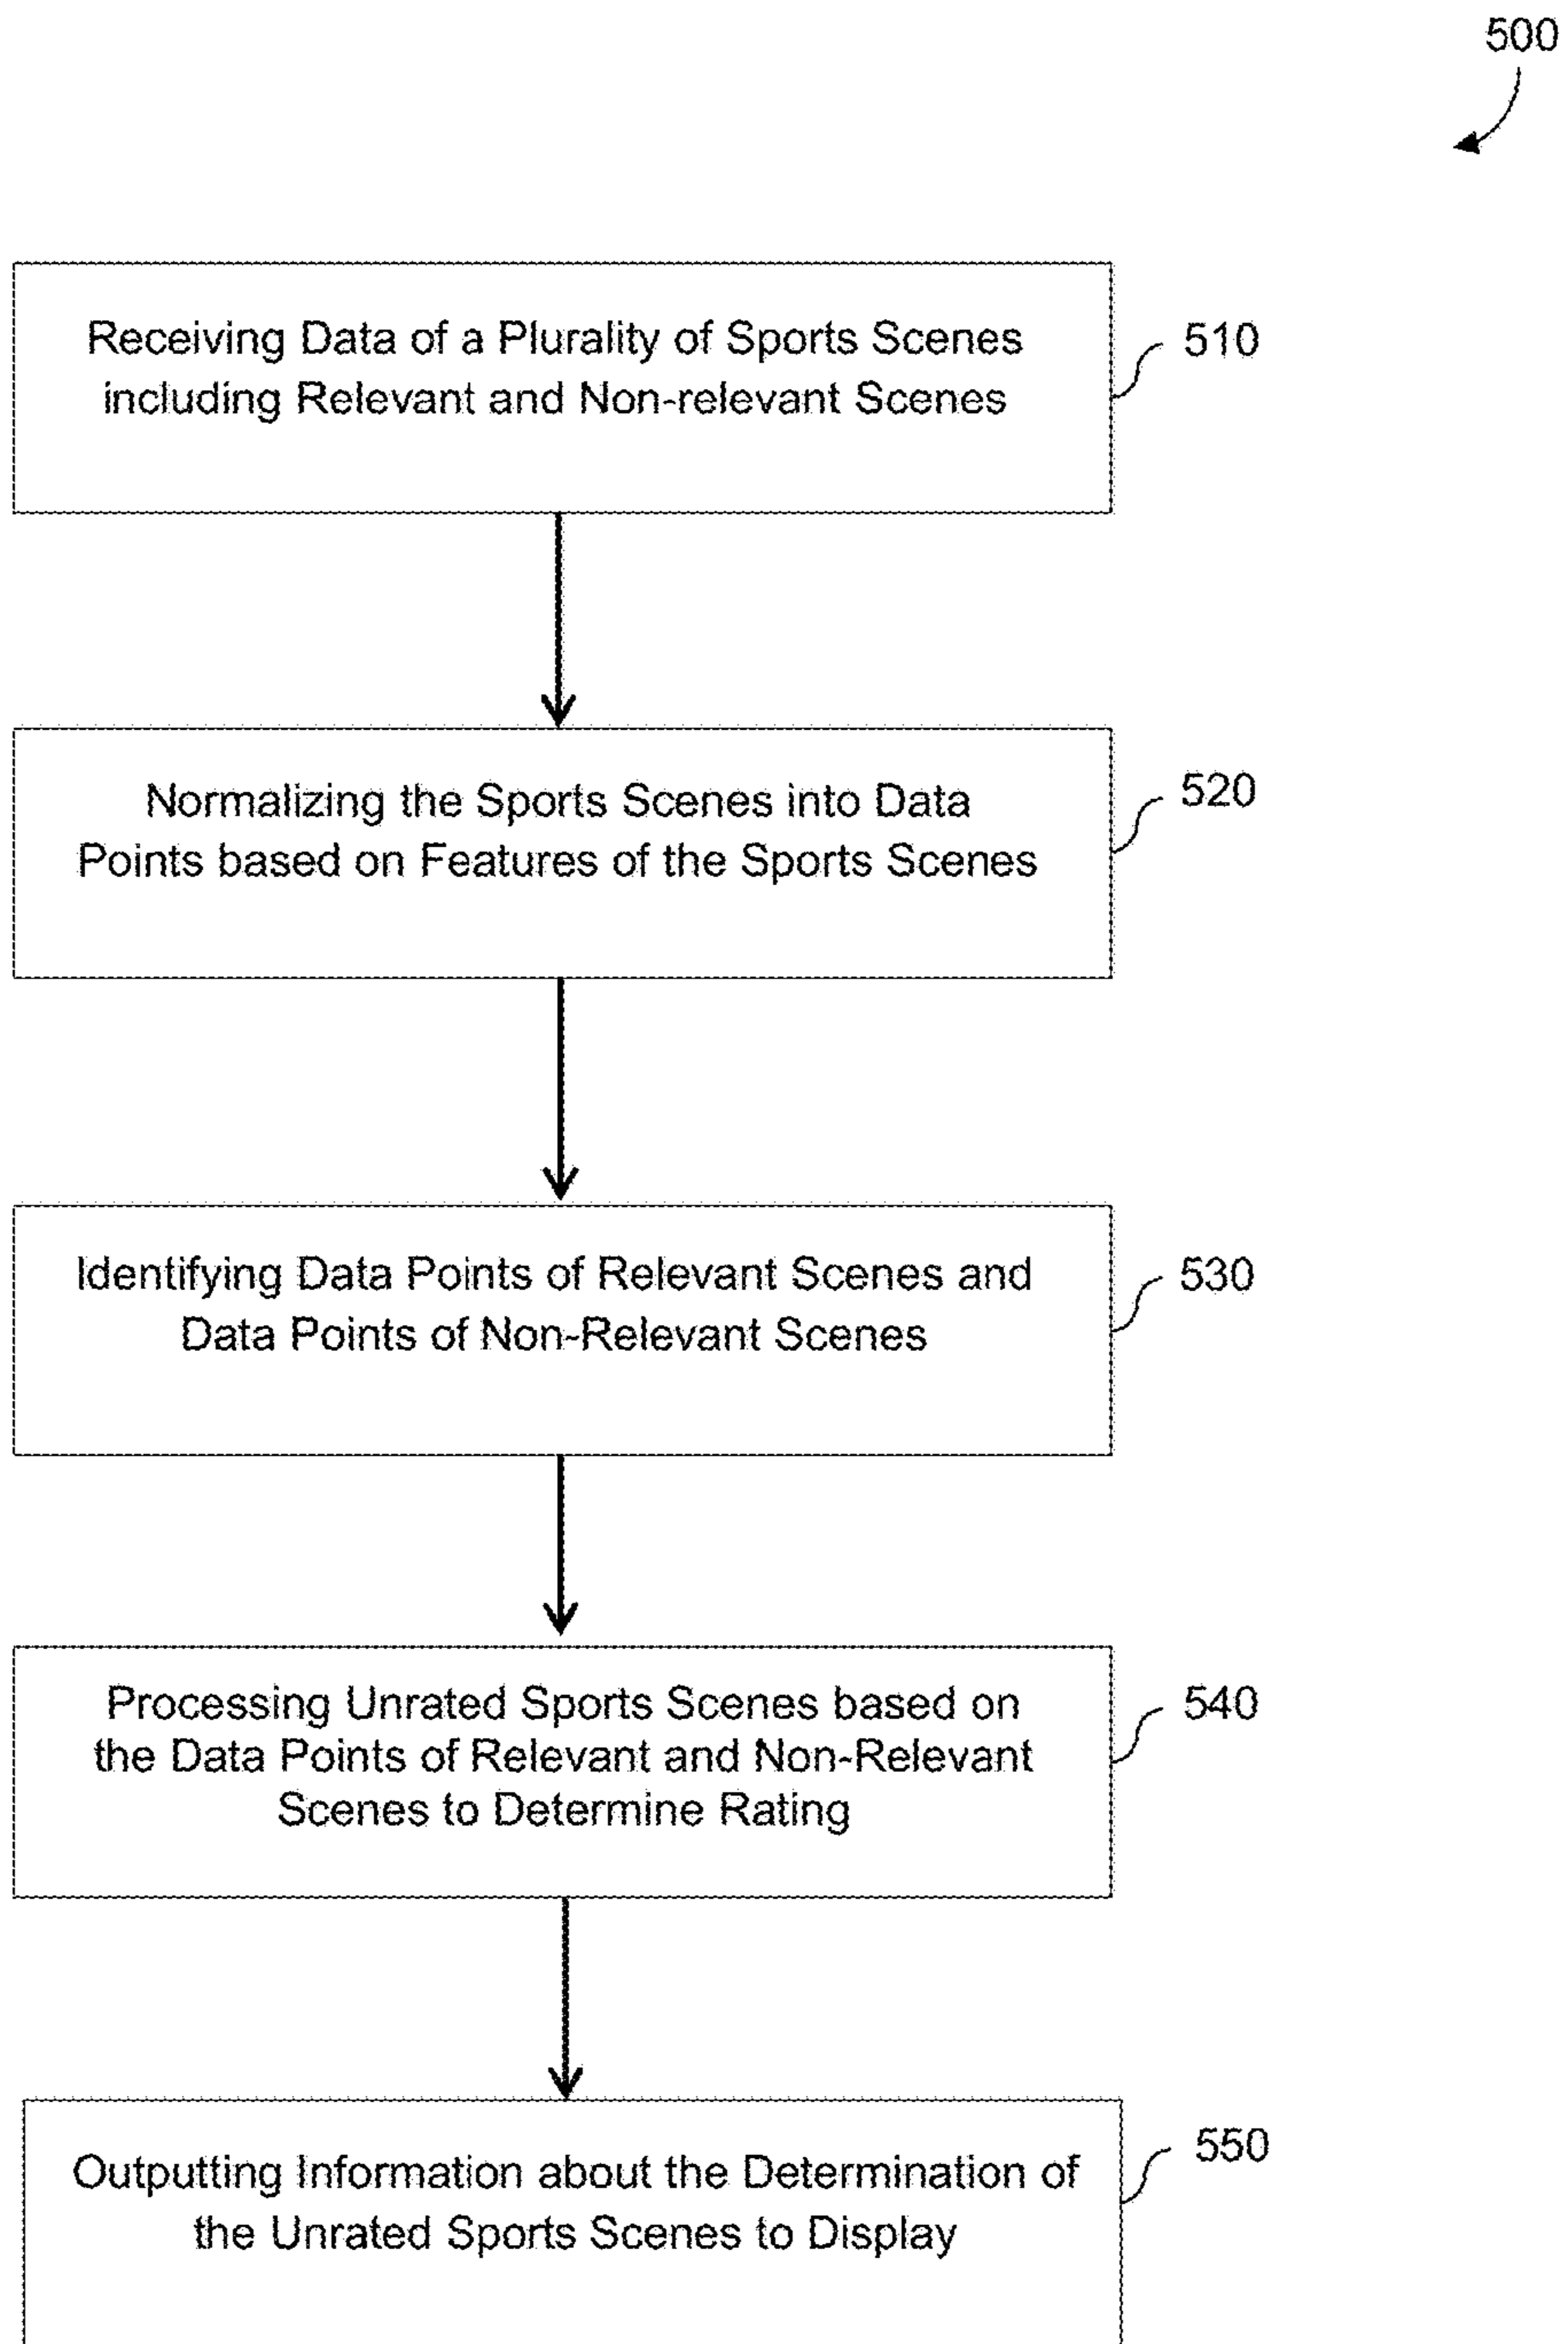 500
Receiving Data of a Plurality of Sports Scenes
including Relevant and Non-relevant Scenes
510
Normalizing the Sports Scenes into Data
Points based on Features of the Sports Scenes
520
Identifying Data Points of Relevant Scenes and
Data Points of Non-Relevant Scenes
530
Processing Unrated Sports Scenes based on
the Data Points of Relevant and Non-Relevant
Scenes to Determine Rating
540
Outputting Information about the Determination of
the Unrated Sports Scenes to Display
550